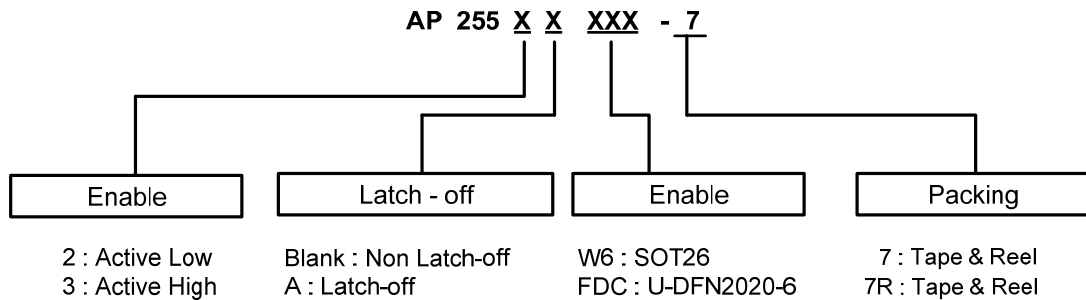 AP 255 X X XXX - 7
Enable Latch - off Enable Packing
2 : Active Low Blank : Non Latch-off W6 : SOT26 7 : Tape & Reel
3 : Active High A : Latch-off FDC : U-DFN2020-6 7R : Tape & Reel